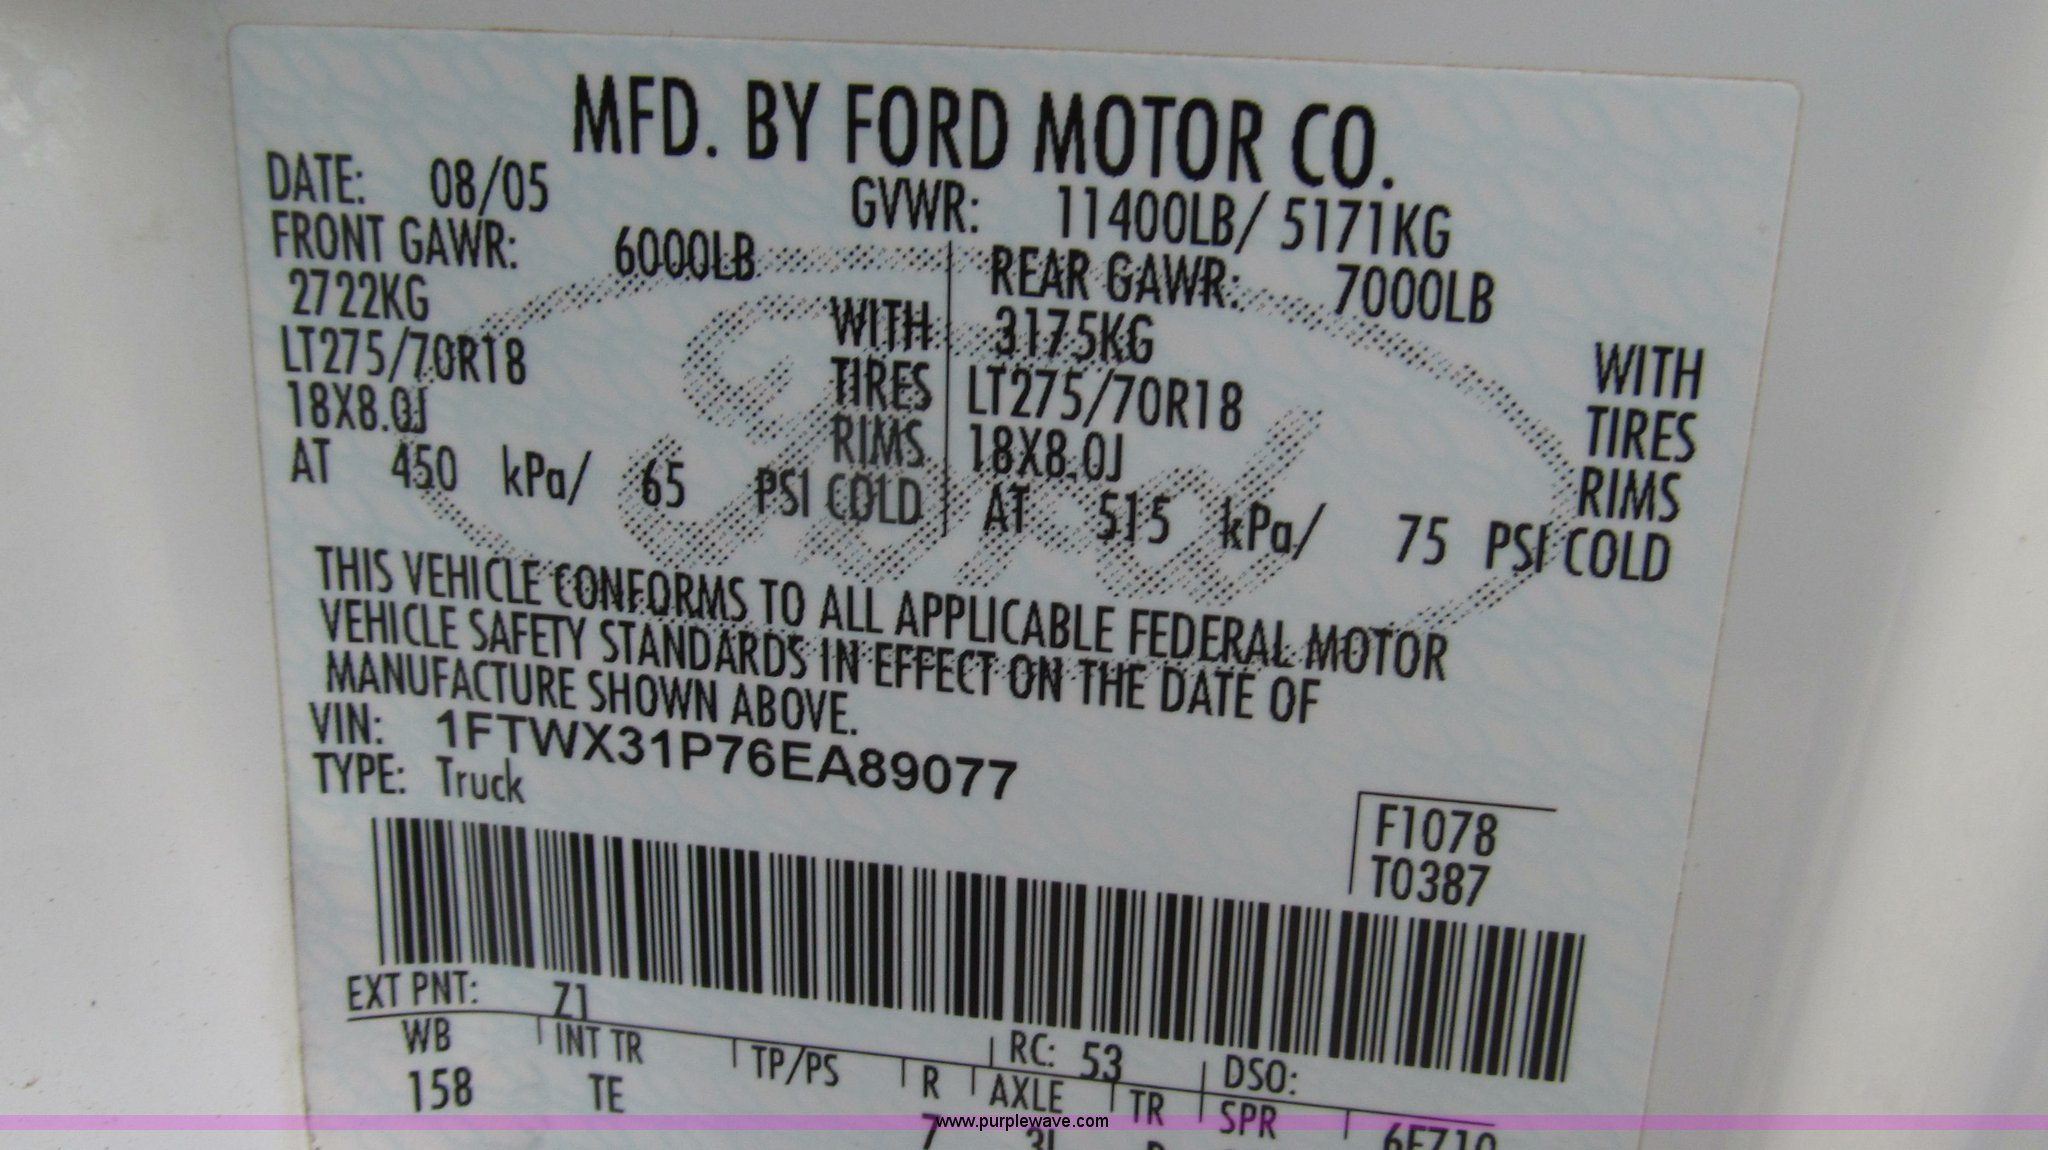 MFD. BY FORD MOTOR CO.
DATE: 08/05 GVWR: 11400LB/ 5171KG
FRONT GAWR: 6000LB REAR GAWR: 7000LB
2722KG WITH 3175KG WITH
LT275/70R18 TIRES LT275/70R18 TIRES
18X8.0J RIMS 18X8.0J RIMS
AT 450 kPa/ 65 PSI COLD AT 515 kPa/ 75 PSI COLD
Ford
THIS VEHICLE CONFORMS TO ALL APPLICABLE FEDERAL MOTOR
VEHICLE SAFETY STANDARDS IN EFFECT ON THE DATE OF
MANUFACTURE SHOWN ABOVE.
VIN: 1FTWX31P76EA89077
TYPE: Truck
F1078
T0387
EXT PNT: Z1 RC: 53 DSO:
WB INT TR TP/PS R AXLE TR SPR
158 TE 7
www.purplewave.com